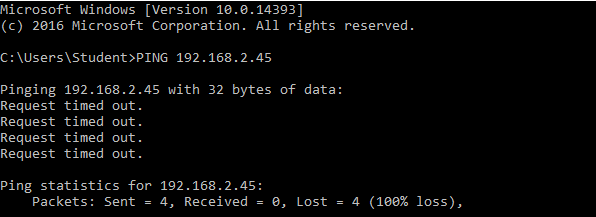 Microsoft Windows [Version 10.0.14393]
(c) 2016 Microsoft Corporation. All rights reserved.
C:\Users\Student>PING 192.168.2.45
Pinging 192.168.2.45 with 32 bytes of data:
Request timed out.
Request timed out.
Request timed out.
Request timed out.
Ping statistics for 192.168.2.45:
    Packets: Sent = 4, Received = 0, Lost = 4 (100% loss),